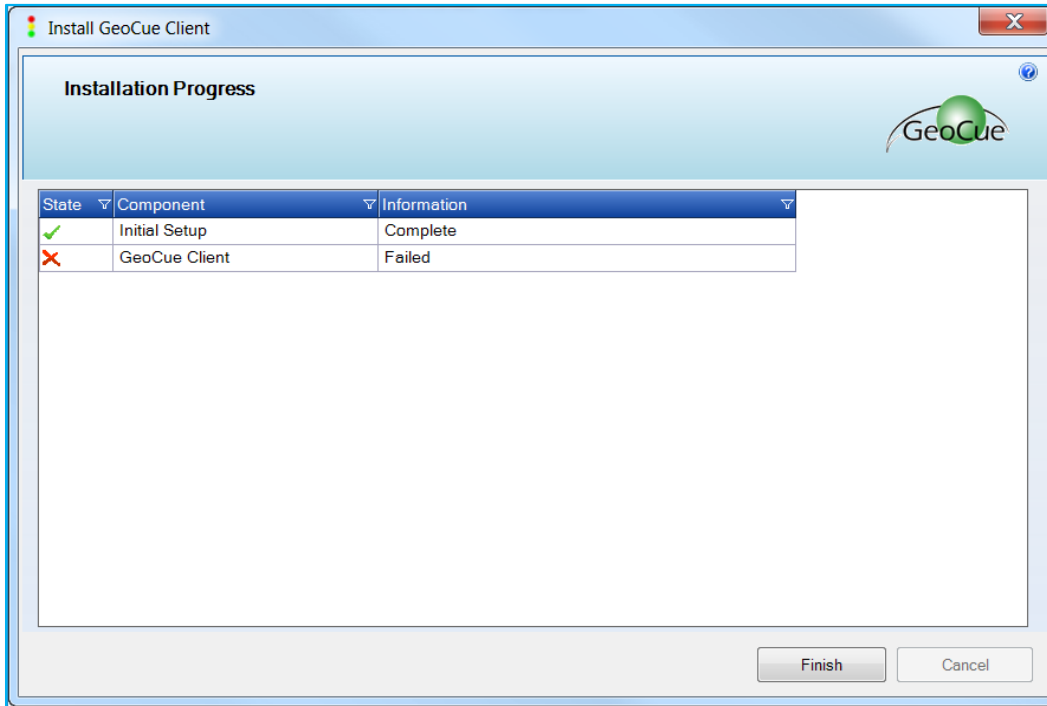 Install GeoCue Client
Installation Progress
GeoCue
State Component Information
Initial Setup Complete
GeoCue Client Failed
Finish Cancel